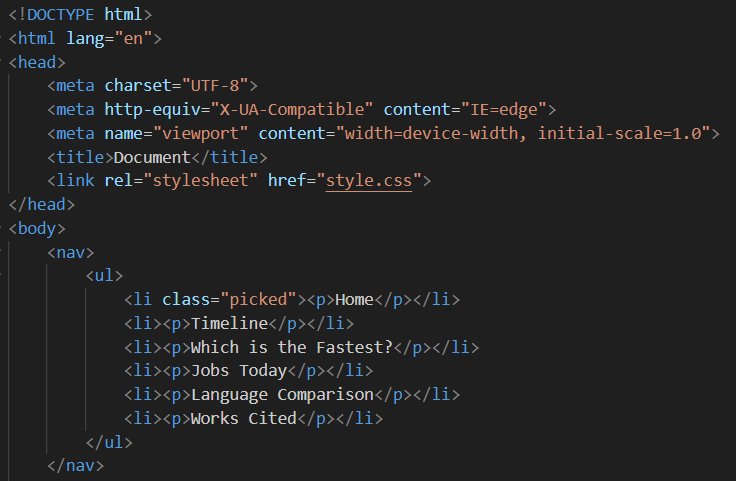 <!DOCTYPE html>
<html lang="en">
<head>
    <meta charset="UTF-8">
    <meta http-equiv="X-UA-Compatible" content="IE=edge">
    <meta name="viewport" content="width=device-width, initial-scale=1.0">
    <title>Document</title>
    <link rel="stylesheet" href="style.css">
</head>
<body>
    <nav>
        <ul>
            <li class="picked"><p>Home</p></li>
            <li><p>Timeline</p></li>
            <li><p>Which is the Fastest?</p></li>
            <li><p>Jobs Today</p></li>
            <li><p>Language Comparison</p></li>
            <li><p>Works Cited</p></li>
        </ul>
    </nav>